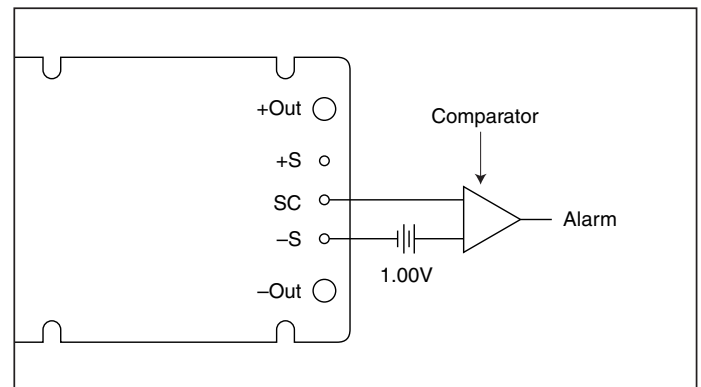 +Out
Comparator
+S
SC
Alarm
–S
1.00V
–Out